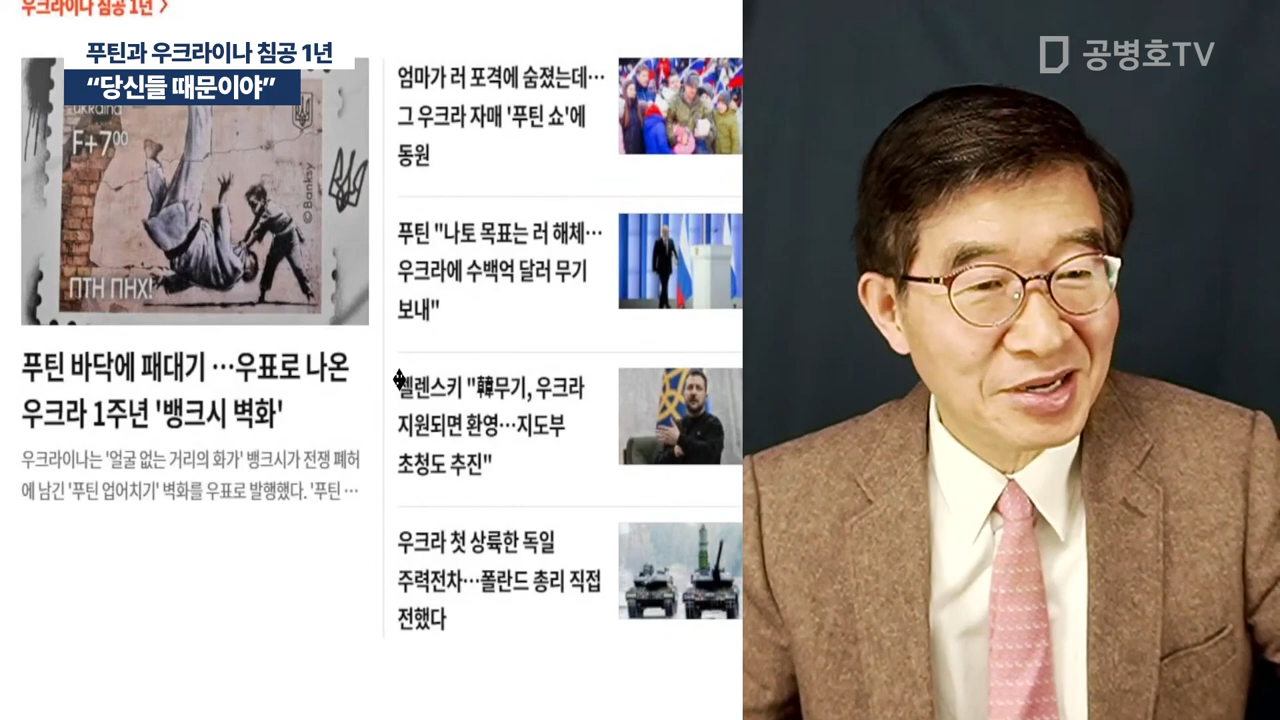 우크라이나 침공 1년 >
푸틴과 우크라이나 침공 1년
“당신들 때문이야”
ukraina
F+7⁰⁰
©Banksy
ПТН ПНХ!
푸틴 바닥에 패대기 …우표로 나온
우크라 1주년 '뱅크시 벽화'
우크라이나는 '얼굴 없는 거리의 화가' 뱅크시가 전쟁 폐허
에 남긴 '푸틴 업어치기' 벽화를 우표로 발행했다. '푸틴 …
엄마가 러 포격에 숨졌는데…
그 우크라 자매 '푸틴 쇼'에
동원
푸틴 "나토 목표는 러 해체…
우크라에 수백억 달러 무기
보내"
젤렌스키 "韓무기, 우크라
지원되면 환영…지도부
초청도 추진"
우크라 첫 상륙한 독일
주력전차…폴란드 총리 직접
전했다
공병호TV